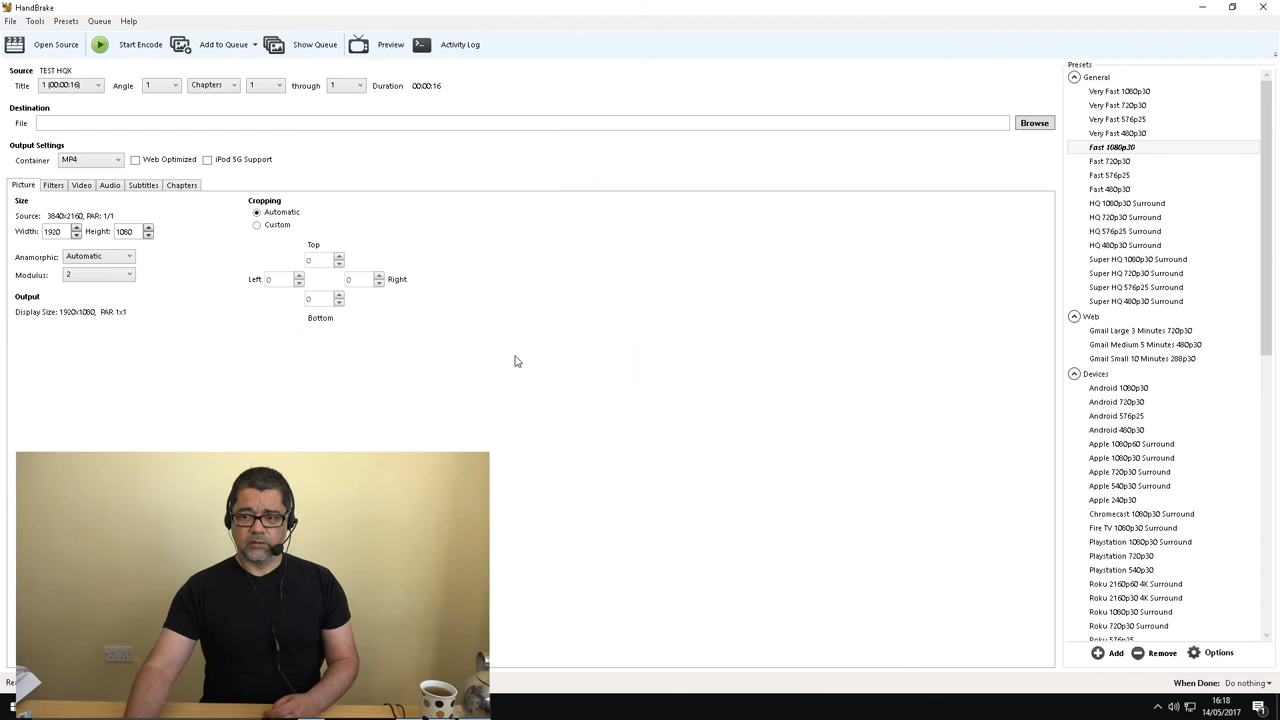 HandBrake
File Tools Presets Queue Help
Open Source Start Encode Add to Queue Show Queue Preview Activity Log
Source TEST HQX
Title 1 (00:00:16) Angle 1 Chapters 1 through 1 Duration 00:00:16
Destination
File Browse
Output Settings
Container MP4 Web Optimized iPod 5G Support
Picture Filters Video Audio Subtitles Chapters
Size
Source: 3840x2160, PAR: 1/1
Width: 1920 Height: 1080
Anamorphic: Automatic
Modulus: 2
Output
Display Size: 1920x1080, PAR 1x1
Cropping
Automatic
Custom
Top
0
Left 0 0 Right
0
Bottom
Presets
General
Very Fast 1080p30
Very Fast 720p30
Very Fast 576p25
Very Fast 480p30
Fast 1080p30
Fast 720p30
Fast 576p25
Fast 480p30
HQ 1080p30 Surround
HQ 720p30 Surround
HQ 576p25 Surround
HQ 480p30 Surround
Super HQ 1080p30 Surround
Super HQ 720p30 Surround
Super HQ 576p25 Surround
Super HQ 480p30 Surround
Web
Gmail Large 3 Minutes 720p30
Gmail Medium 5 Minutes 480p30
Gmail Small 10 Minutes 288p30
Devices
Android 1080p30
Android 720p30
Android 576p25
Android 480p30
Apple 1080p60 Surround
Apple 1080p30 Surround
Apple 720p30 Surround
Apple 540p30 Surround
Apple 240p30
Chromecast 1080p30 Surround
Fire TV 1080p30 Surround
Playstation 1080p30 Surround
Playstation 720p30
Playstation 540p30
Roku 2160p60 4K Surround
Roku 2160p30 4K Surround
Roku 1080p30 Surround
Roku 720p30 Surround
Roku 576p25
Add Remove Options
When Done: Do nothing
16:18
14/05/2017
1